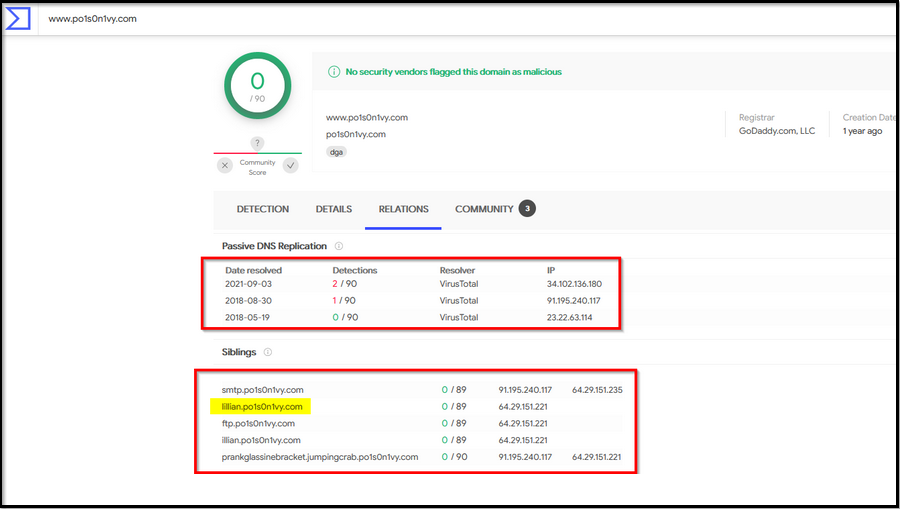 www.po1s0n1vy.com
0
/ 90
?
Community
Score
No security vendors flagged this domain as malicious
www.po1s0n1vy.com
po1s0n1vy.com
dga
Registrar
GoDaddy.com, LLC
Creation Date
1 year ago
DETECTION DETAILS RELATIONS COMMUNITY 3
Passive DNS Replication
Date resolved Detections Resolver IP
2021-09-03 2 / 90 VirusTotal 34.102.136.180
2018-08-30 1 / 90 VirusTotal 91.195.240.117
2018-05-19 0 / 90 VirusTotal 23.22.63.114
Siblings
smtp.po1s0n1vy.com 0 / 89 91.195.240.117 64.29.151.235
lillian.po1s0n1vy.com 0 / 89 64.29.151.221
ftp.po1s0n1vy.com 0 / 89 64.29.151.221
illian.po1s0n1vy.com 0 / 89 64.29.151.221
prankglassinebracket.jumpingcrab.po1s0n1vy.com 0 / 90 91.195.240.117 64.29.151.221